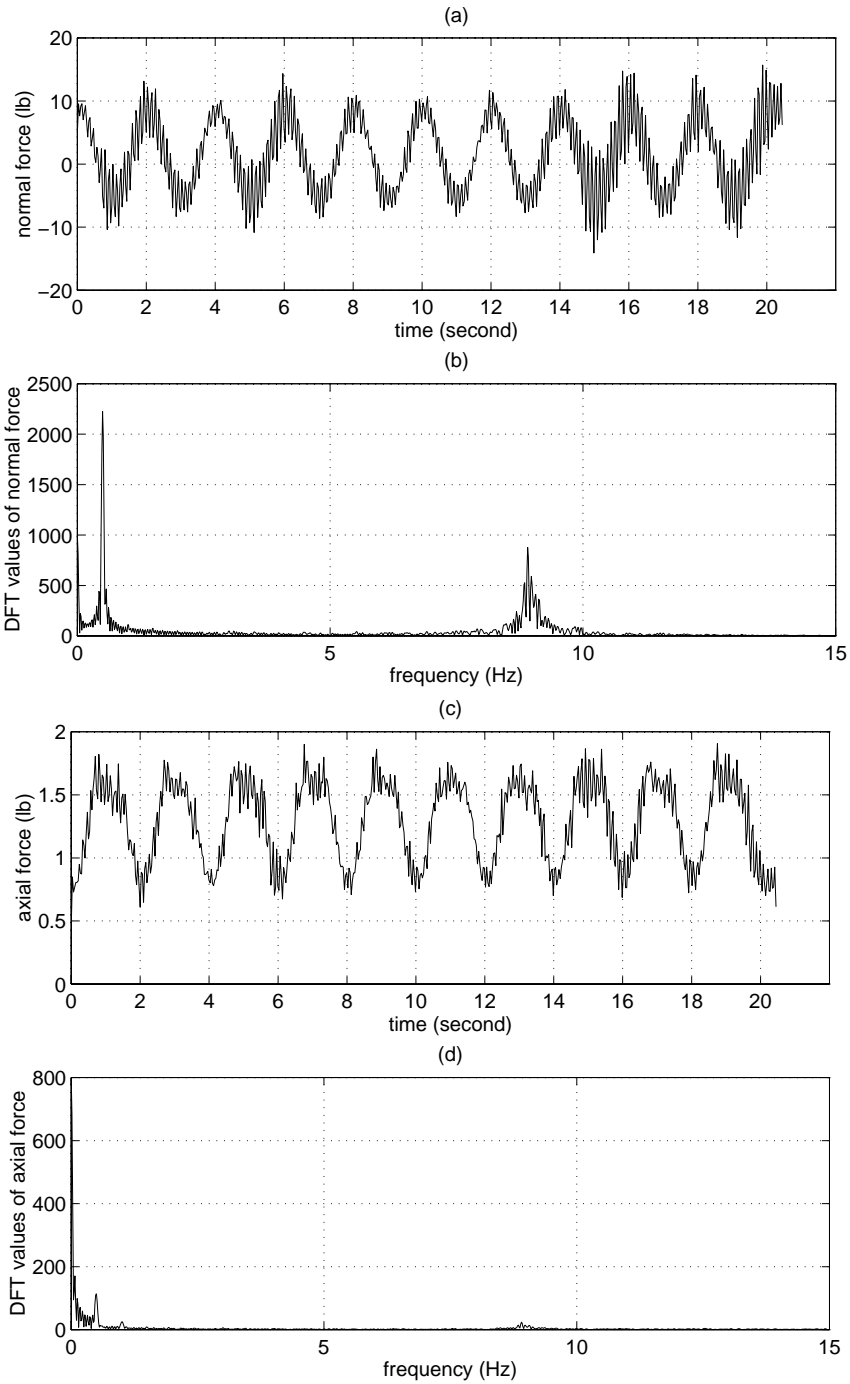 (a)
20
10
0
−10
−20
normal force (lb)
0 2 4 6 8 10 12 14 16 18 20
time (second)
(b)
2500
2000
1500
1000
500
0
DFT values of normal force
0 5 10 15
frequency (Hz)
(c)
2
1.5
1
0.5
0
axial force (lb)
0 2 4 6 8 10 12 14 16 18 20
time (second)
(d)
800
600
400
200
0
DFT values of axial force
0 5 10 15
frequency (Hz)